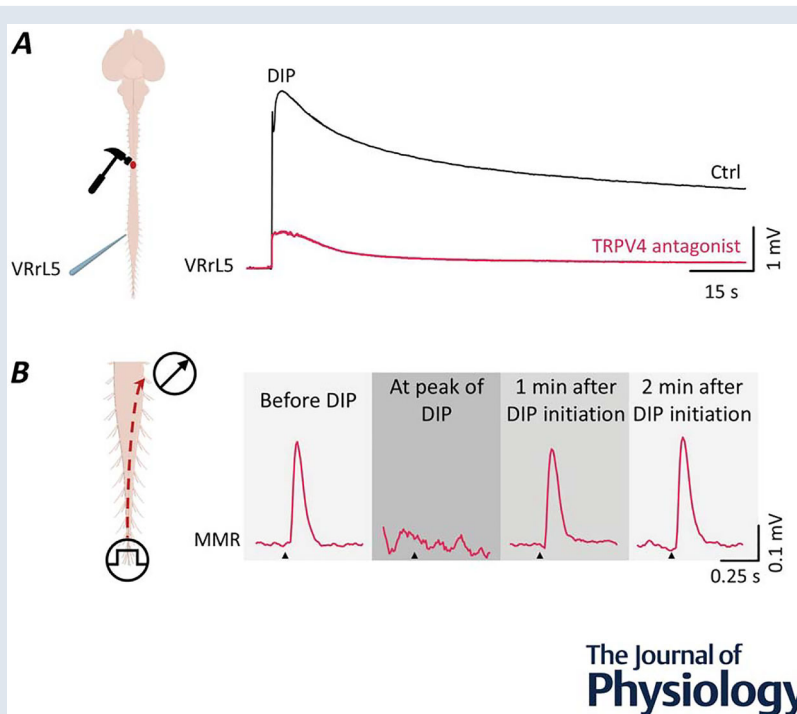 A
DIP
Ctrl
TRPV4 antagonist
VRrL5
VRrL5
1 mV
15 s
B
Before DIP
At peak of
DIP
1 min after
DIP initiation
2 min after
DIP initiation
MMR
0.1 mV
0.25 s
The Journal of
Physiology